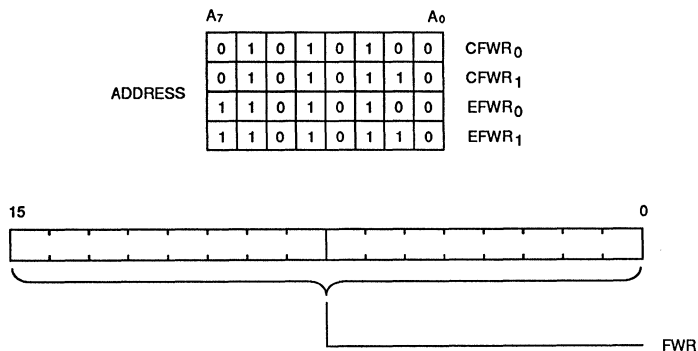 A7 A0
0 1 0 1 0 1 0 0 CFWR0
0 1 0 1 0 1 1 0 CFWR1
ADDRESS
1 1 0 1 0 1 0 0 EFWR0
1 1 0 1 0 1 1 0 EFWR1
15 0
FWR